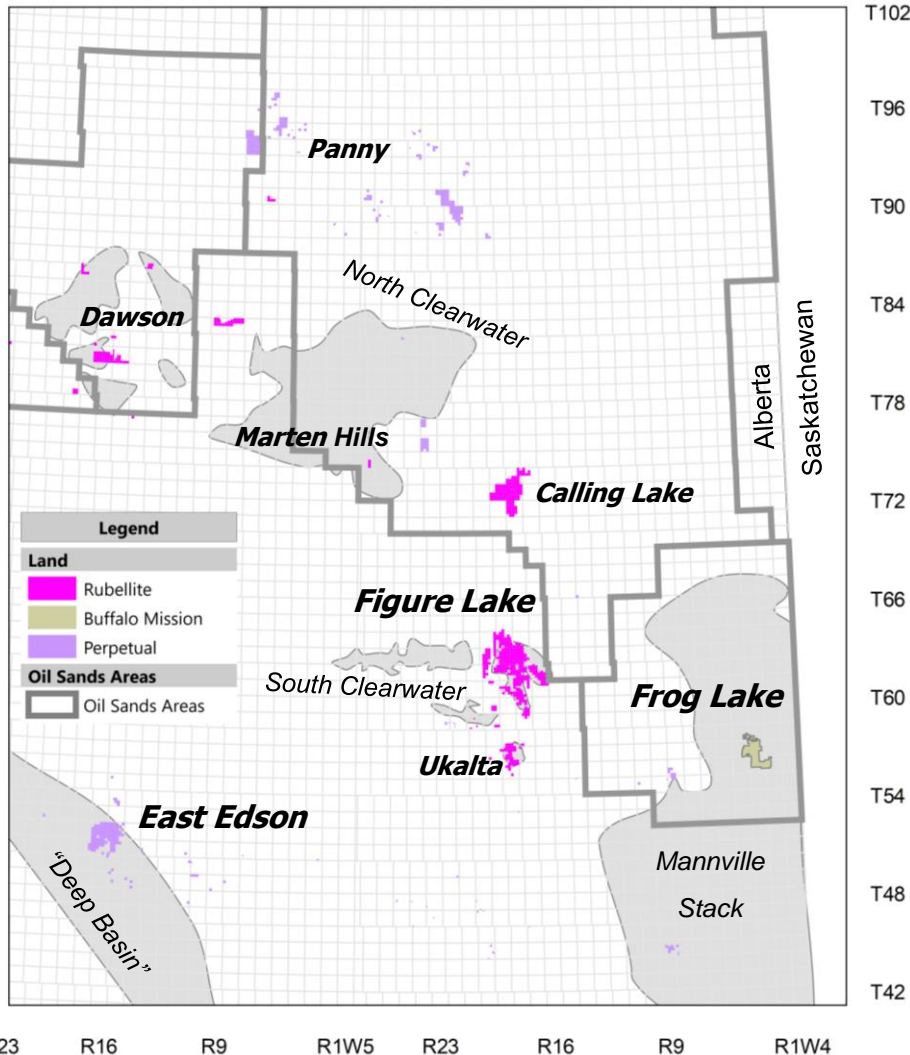 T102
T96
Panny
T90
North Clearwater
T84
Dawson
Alberta
Saskatchewan
T78
Marten Hills
Calling Lake
T72
Legend
Land
Rubellite
Buffalo Mission
Perpetual
Oil Sands Areas
Oil Sands Areas
Figure Lake
T66
South Clearwater
Frog Lake
T60
Ukalta
T54
East Edson
Mannville
Stack
"Deep Basin"
T48
T42
23 R16 R9 R1W5 R23 R16 R9 R1W4